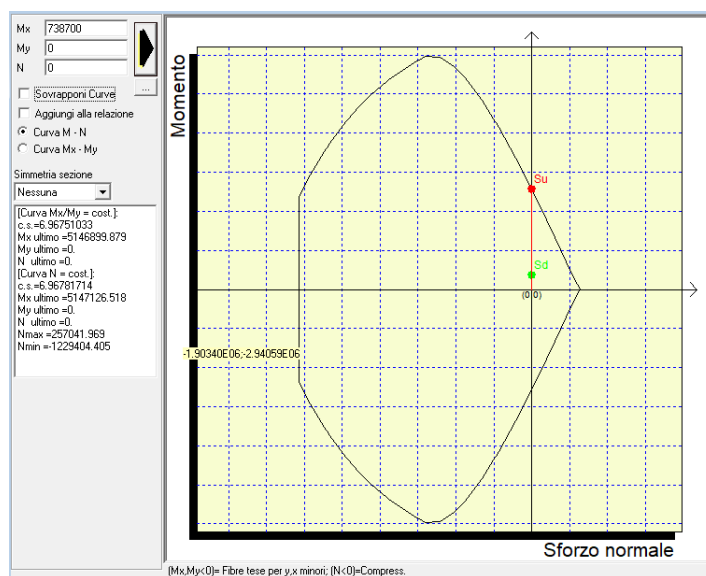 Mx 738700
My 0
N 0
...
Sovrapponi Curve
Aggiungi alla relazione
Curva M - N
Curva Mx - My
Simmetria sezione
Nessuna
[Curva Mx/My = cost.]:
c.s.=6.96751033
Mx ultimo =5146899.879
My ultimo =0.
N ultimo =0.
[Curva N = cost.]:
c.s.=6.96781714
Mx ultimo =5147126.518
My ultimo =0.
N ultimo =0.
Nmax =257041.969
Nmin =-1229404.405
Momento
Su
Sd
(0;0)
-1.90340E06;-2.94059E06
Sforzo normale
(Mx,My<0)= Fibre tese per y,x minori; (N<0)=Compress.